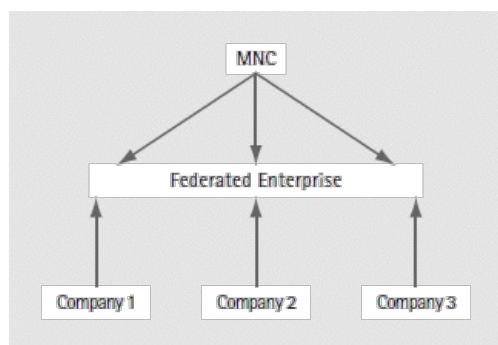 MNC
Federated Enterprise
Company 1
Company 2
Company 3